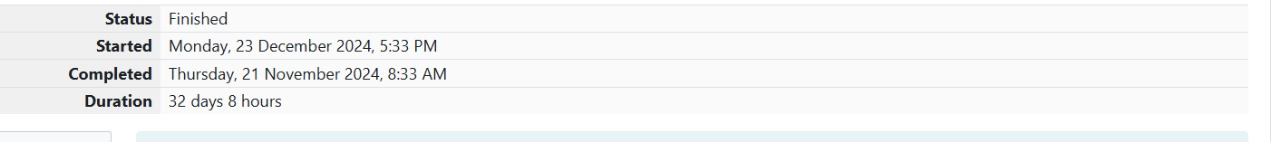 Status Finished
Started Monday, 23 December 2024, 5:33 PM
Completed Thursday, 21 November 2024, 8:33 AM
Duration 32 days 8 hours